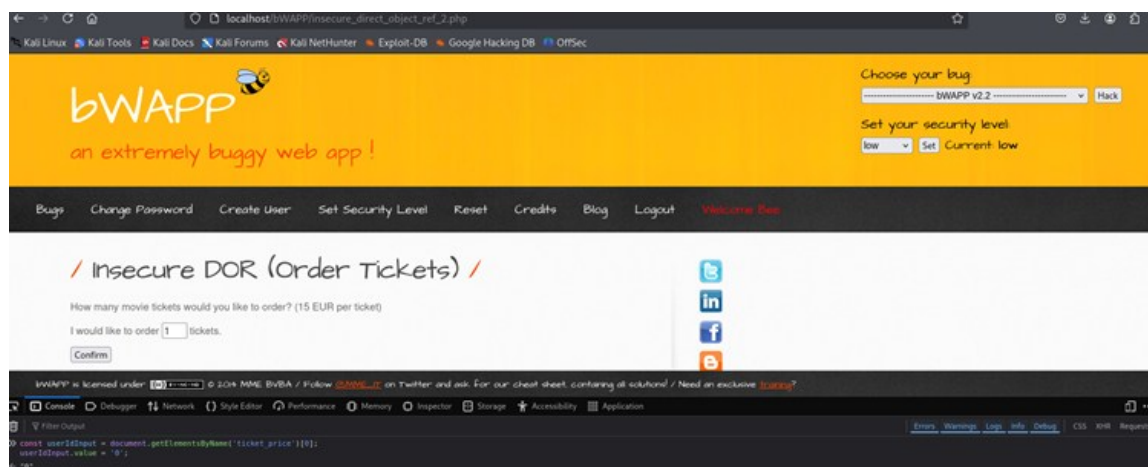 localhost/bWAPP/insecure_direct_object_ref_2.php
Kali Linux Kali Tools Kali Docs Kali Forums Kali NetHunter Exploit-DB Google Hacking DB OffSec
bWAPP
an extremely buggy web app !
Choose your bug:
bWAPP v2.2
Hack
Set your security level:
low Set Current: low
Bugs Change Password Create User Set Security Level Reset Credits Blog Logout Welcome Bee
/ Insecure DOR (Order Tickets) /
How many movie tickets would you like to order? (15 EUR per ticket)
I would like to order 1 tickets.
Confirm
bWAPP is licensed under © 2014 MME BVBA / Follow @MME_IT on Twitter and ask for our cheat sheet, containing all solutions! / Need an exclusive training?
Console Debugger Network Style Editor Performance Memory Inspector Storage Accessibility Application
Filter Output
Errors Warnings Logs Info Debug CSS XHR Requests
const userIdInput = document.getElementsByName('ticket_price')[0];
userIdInput.value = '0';